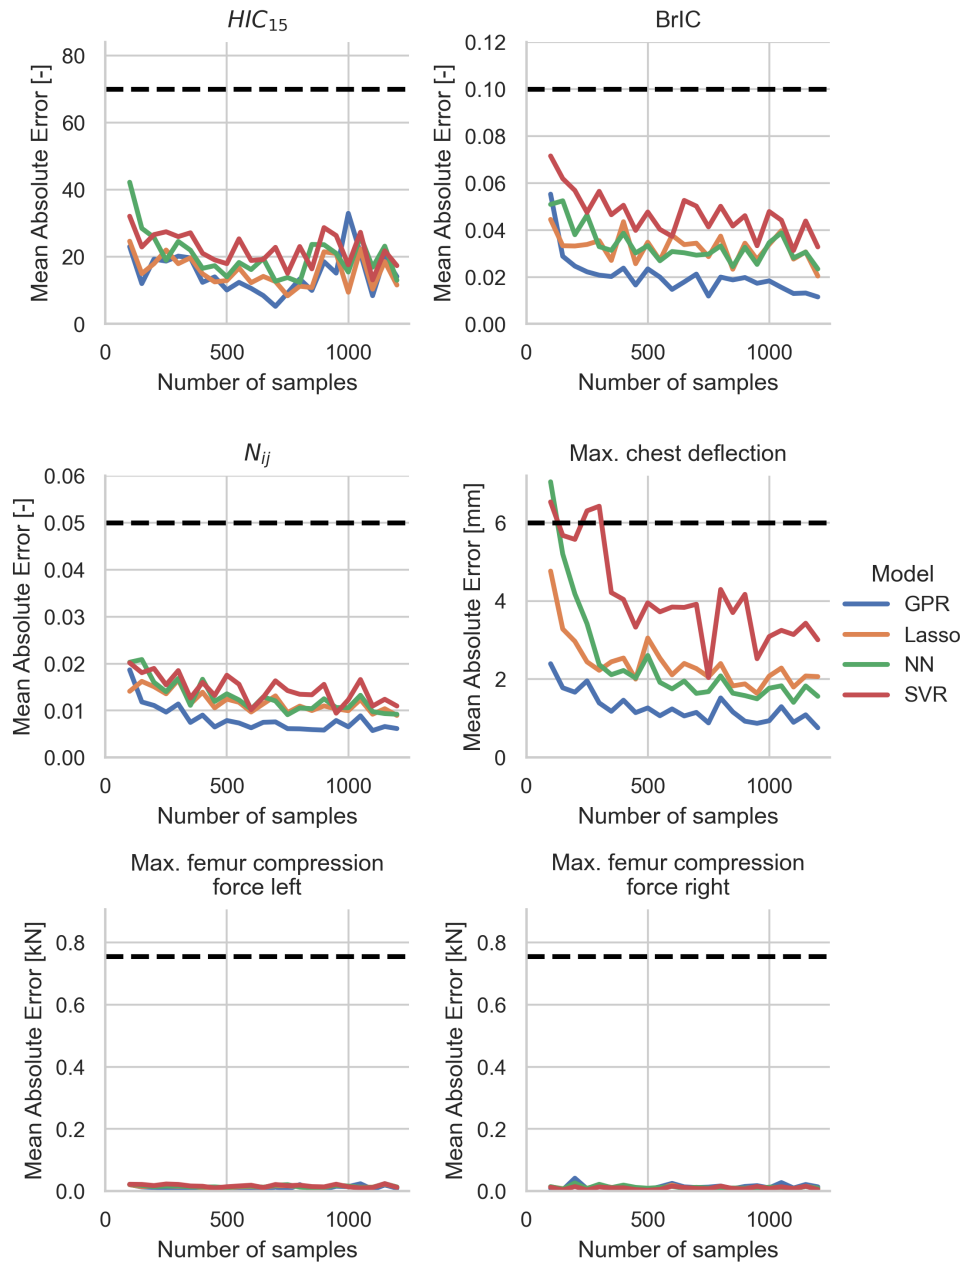 HIC15
Mean Absolute Error [-]
80
60
40
20
0
0 500 1000
Number of samples
BrIC
Mean Absolute Error [-]
0.12
0.10
0.08
0.06
0.04
0.02
0.00
0 500 1000
Number of samples
Nij
Mean Absolute Error [-]
0.06
0.05
0.04
0.03
0.02
0.01
0.00
0 500 1000
Number of samples
Max. chest deflection
Mean Absolute Error [mm]
6
4
2
0
0 500 1000
Number of samples
Model
GPR
Lasso
NN
SVR
Max. femur compression
force left
Mean Absolute Error [kN]
0.8
0.6
0.4
0.2
0.0
0 500 1000
Number of samples
Max. femur compression
force right
Mean Absolute Error [kN]
0.8
0.6
0.4
0.2
0.0
0 500 1000
Number of samples